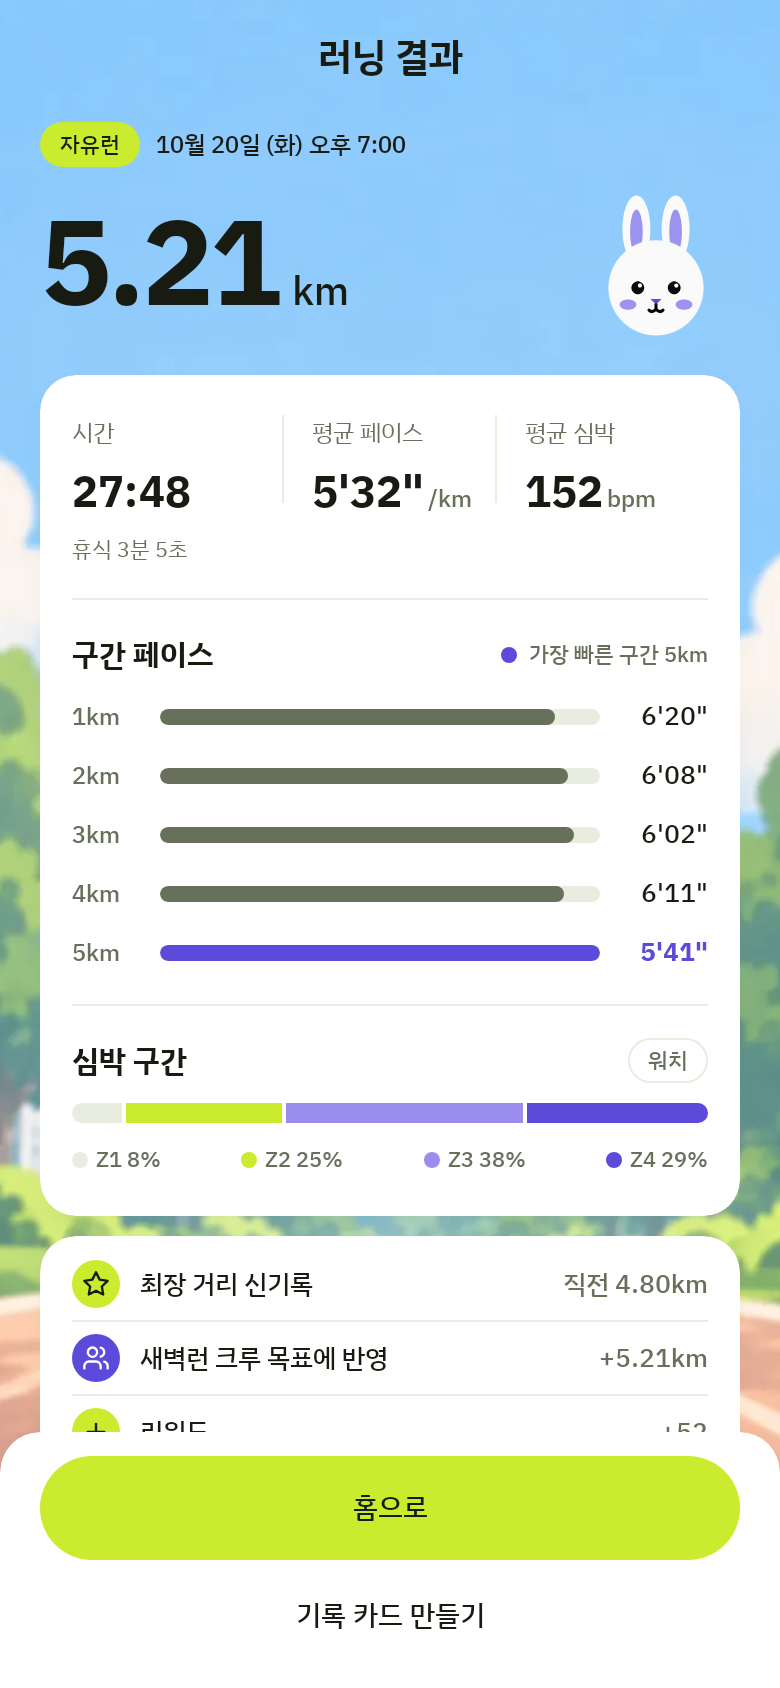 러닝 결과
자유런 10월 20일 (화) 오후 7:00
5.21 km
시간 평균 페이스 평균 심박
27:48 5'32" /km 152 bpm
휴식 3분 5초
구간 페이스 가장 빠른 구간 5km
1km 6'20"
2km 6'08"
3km 6'02"
4km 6'11"
5km 5'41"
심박 구간 워치
Z1 8% Z2 25% Z3 38% Z4 29%
최장 거리 신기록 직전 4.80km
새벽런 크루 목표에 반영 +5.21km
리워드 +52
홈으로
기록 카드 만들기